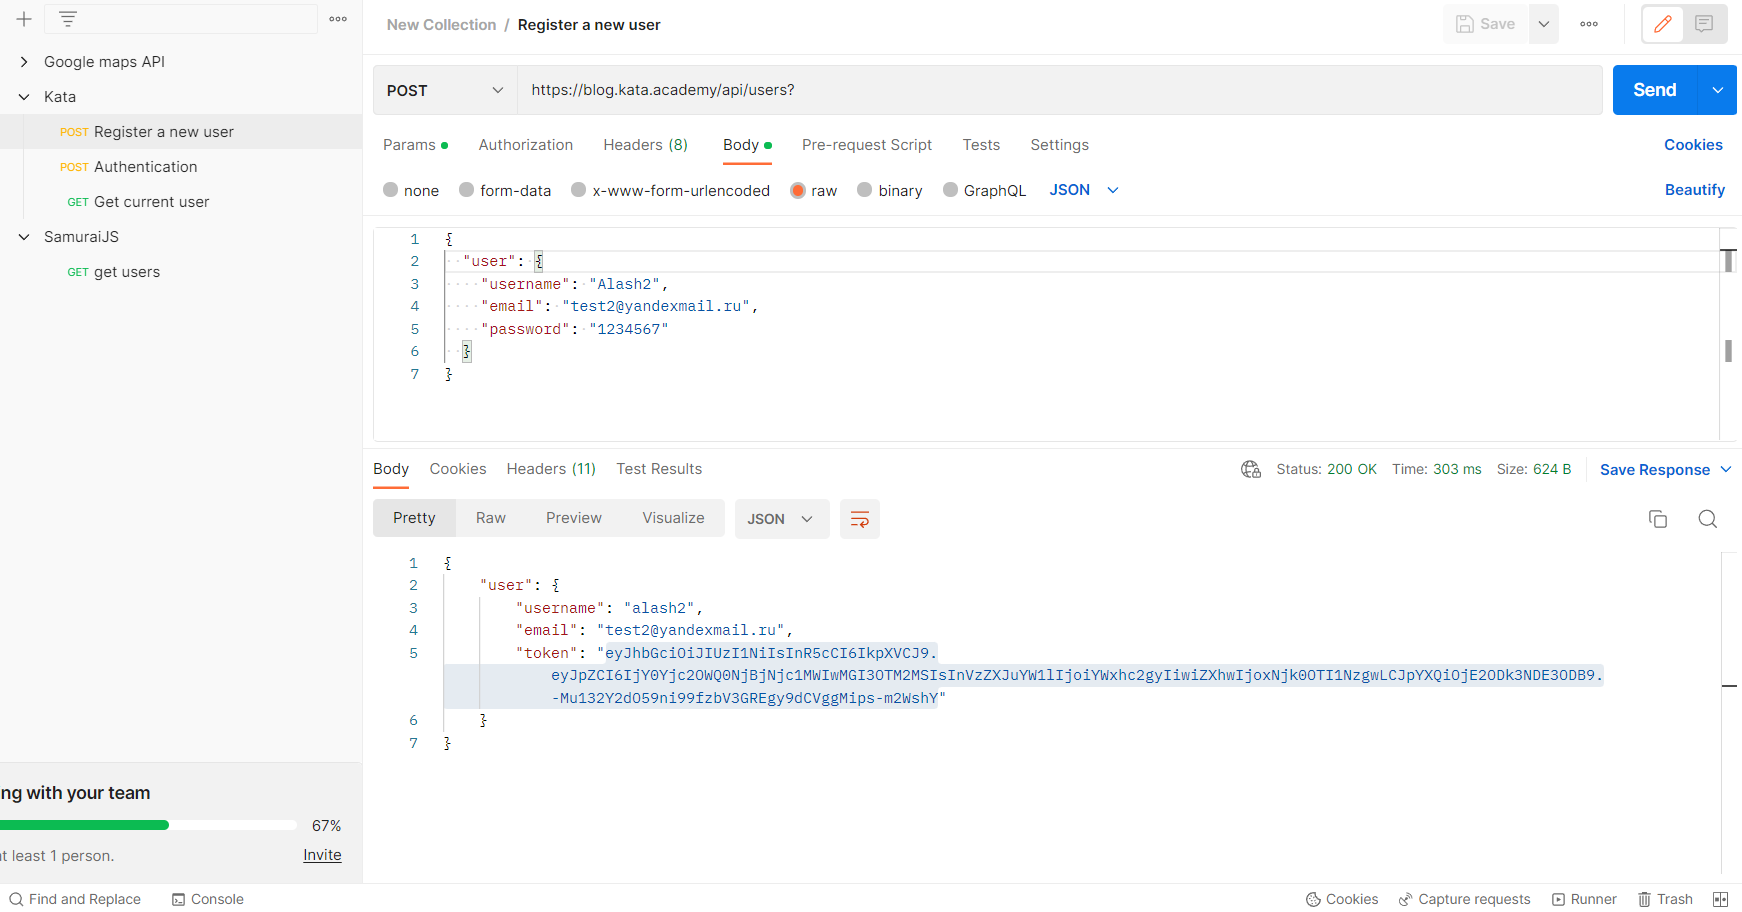 New Collection / Register a new user
Save
Google maps API
Kata
POST Register a new user
POST Authentication
GET Get current user
SamuraiJS
GET get users
POST
https://blog.kata.academy/api/users?
Send
Params
Authorization
Headers (8)
Body
Pre-request Script
Tests
Settings
Cookies
none
form-data
x-www-form-urlencoded
raw
binary
GraphQL
JSON
Beautify
1 {
2 "user": {
3 "username": "Alash2",
4 "email": "test2@yandexmail.ru",
5 "password": "1234567"
6 }
7 }
Body
Cookies
Headers (11)
Test Results
Status: 200 OK
Time: 303 ms
Size: 624 B
Save Response
Pretty
Raw
Preview
Visualize
JSON
1 {
2 "user": {
3 "username": "alash2",
4 "email": "test2@yandexmail.ru",
5 "token": "eyJhbGciOiJIUzI1NiIsInR5cCI6IkpXVCJ9.
eyJpZCI6IjY0Yjc2OWQ0NjBjNjc1MWIwMGI3OTM2MSIsInVzZXJuYW1lIjoiYWxhc2gyIiwiZXhwIjoxNjk0OTI1NzgwLCJpYXQiOjE2ODk3NDE3ODB9.
-Mu132Y2dO59ni99fzbV3GREgy9dCVggMips-m2WshY"
6 }
7 }
ng with your team
67%
t least 1 person.
Invite
Find and Replace
Console
Cookies
Capture requests
Runner
Trash